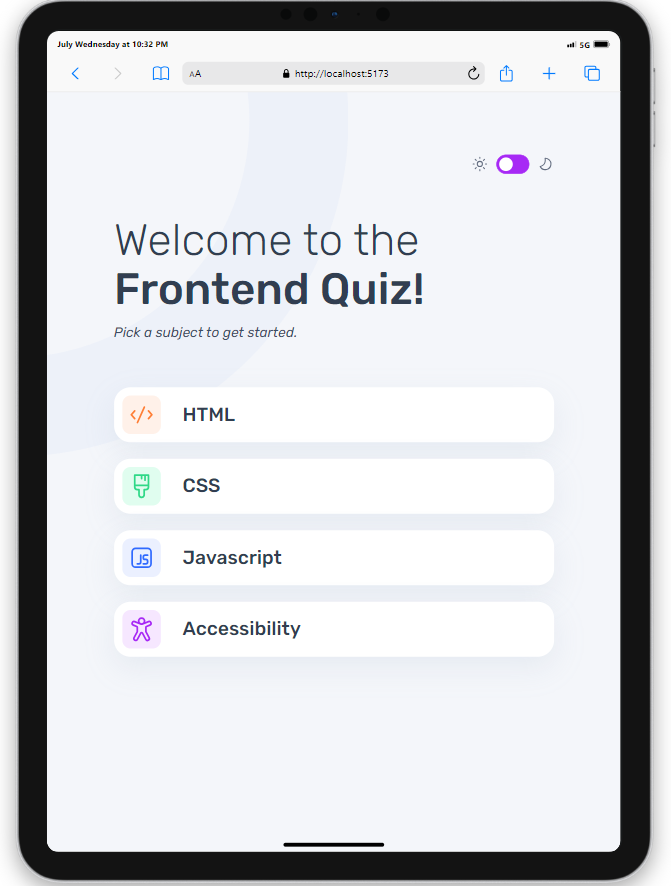 July Wednesday at 10:32 PM
5G
AA
http://localhost:5173
Welcome to the
Frontend Quiz!
Pick a subject to get started.
HTML
CSS
JS
Javascript
Accessibility